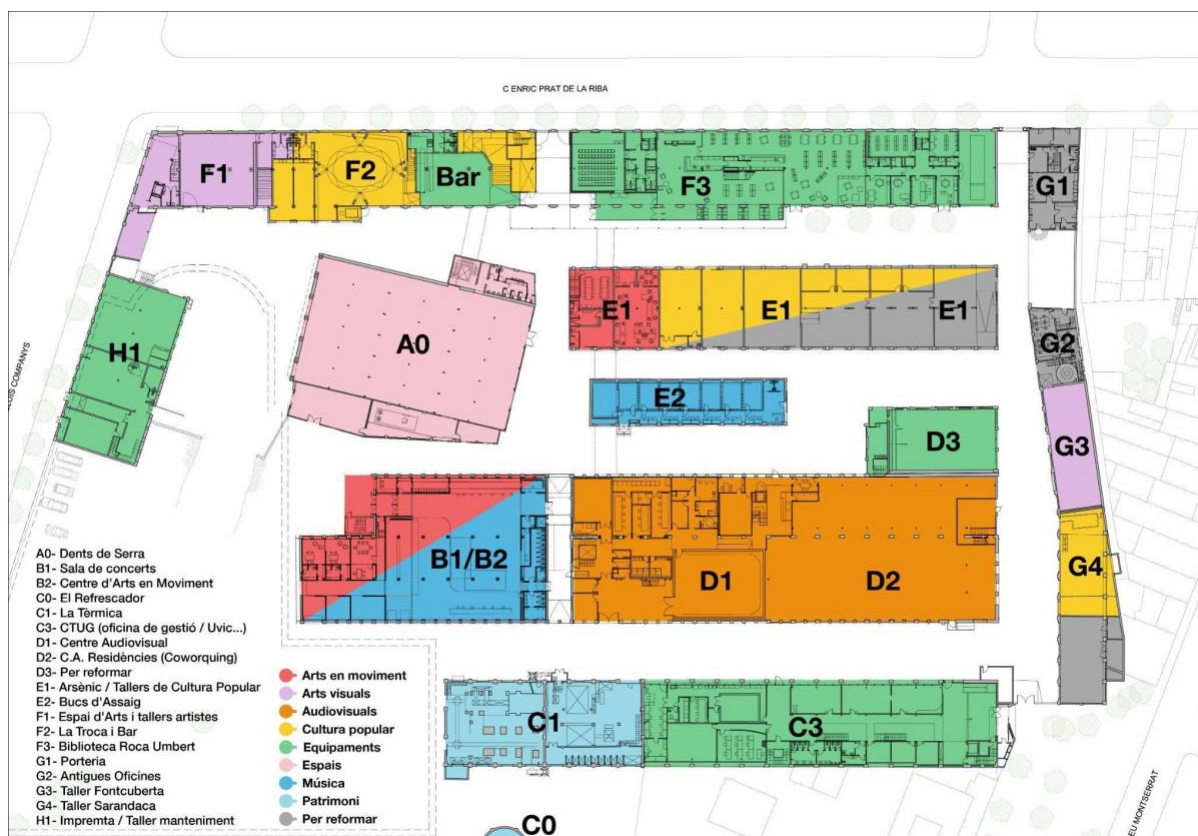 C ENRIC PRAT DE LA RIBA
F1
F2
Bar
F3
G1
H1
A0
E1
E1
E1
G2
E2
D3
G3
B1/B2
D1
D2
G4
C1
C3
C0
LUIS COMPANYS
EU MONTSERRAT
A0- Dents de Serra
B1- Sala de concerts
B2- Centre d'Arts en Moviment
C0- El Refrescador
C1- La Tèrmica
C3- CTUG (oficina de gestió / Uvic...)
D1- Centre Audiovisual
D2- C.A. Residències (Coworquing)
D3- Per reformar
E1- Arsènic / Tallers de Cultura Popular
E2- Bucs d'Assaig
F1- Espai d'Arts i tallers artistes
F2- La Troca i Bar
F3- Biblioteca Roca Umbert
G1- Porteria
G2- Antigues Oficines
G3- Taller Fontcuberta
G4- Taller Sarandaca
H1- Impremta / Taller manteniment
Arts en moviment
Arts visuals
Audiovisuals
Cultura popular
Equipaments
Espais
Música
Patrimoni
Per reformar